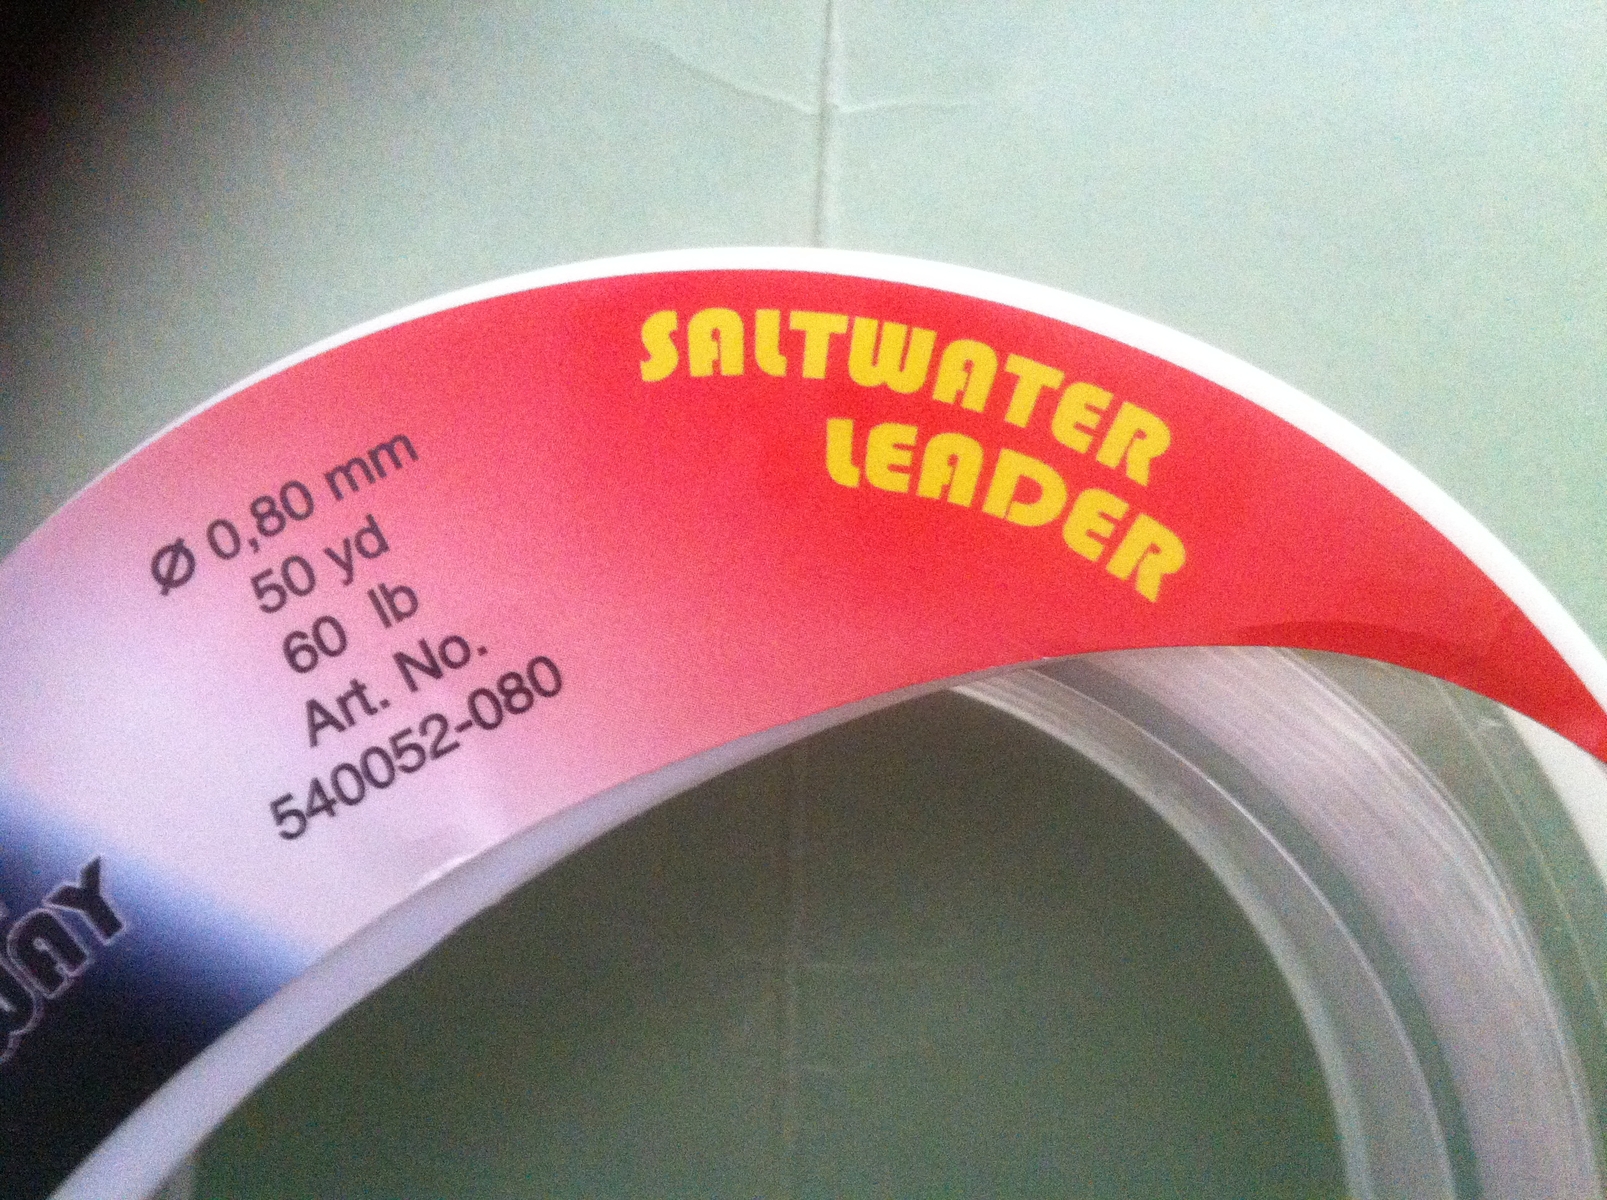 SALTWATER
LEADER
Ø 0,80 mm
50 yd
60 lb
Art. No.
540052-080